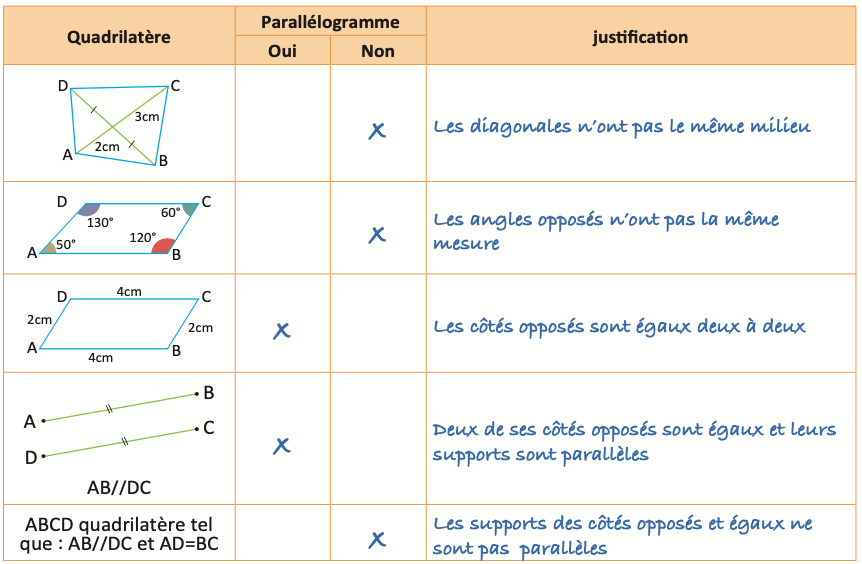 Quadrilatère
Parallélogramme
Oui
Non
justification
D
C
3cm
A
2cm
B
x
Les diagonales n'ont pas le même milieu
D
C
60°
130°
50°
120°
A
B
x
Les angles opposés n'ont pas la même
mesure
D
4cm
C
2cm
2cm
A
B
4cm
x
Les côtés opposés sont égaux deux à deux
B
A
C
D
AB//DC
x
Deux de ses côtés opposés sont égaux et leurs
supports sont parallèles
ABCD quadrilatère tel
que : AB//DC et AD=BC
x
Les supports des côtés opposés et égaux ne
sont pas parallèles